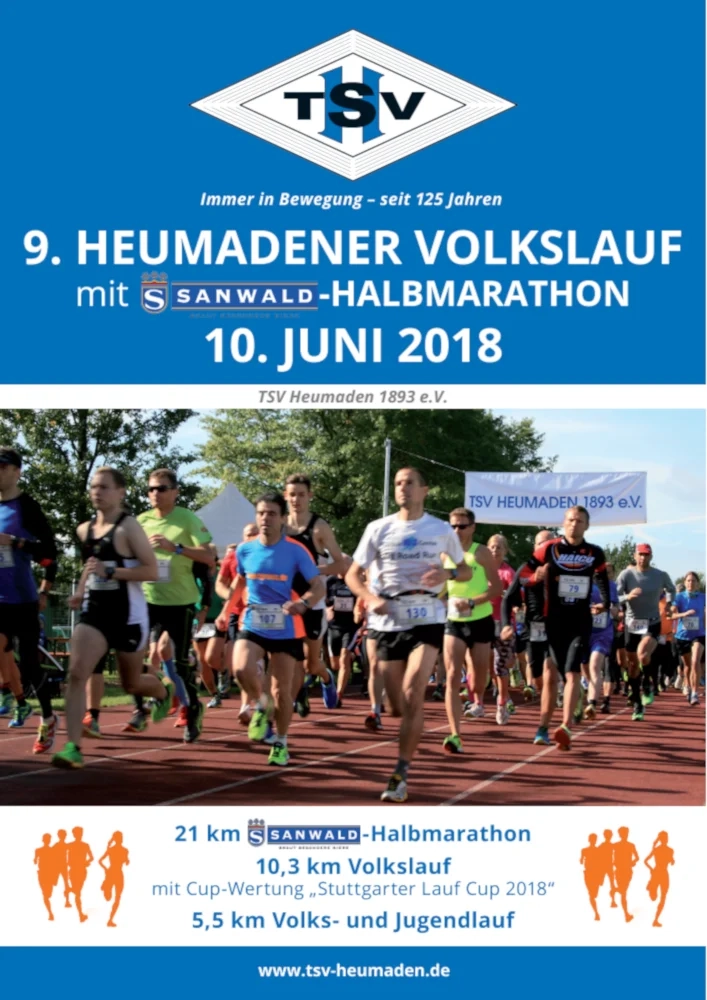 TSV H
Immer in Bewegung – seit 125 Jahren
9. HEUMADENER VOLKSLAUF
mit S SANWALD-HALBMARATHON
10. JUNI 2018
TSV Heumaden 1893 e.V.
TSV HEUMADEN 1893 e.V.
107
130
79
21 km S SANWALD-Halbmarathon
10,3 km Volkslauf
mit Cup-Wertung „Stuttgarter Lauf Cup 2018“
5,5 km Volks- und Jugendlauf
www.tsv-heumaden.de